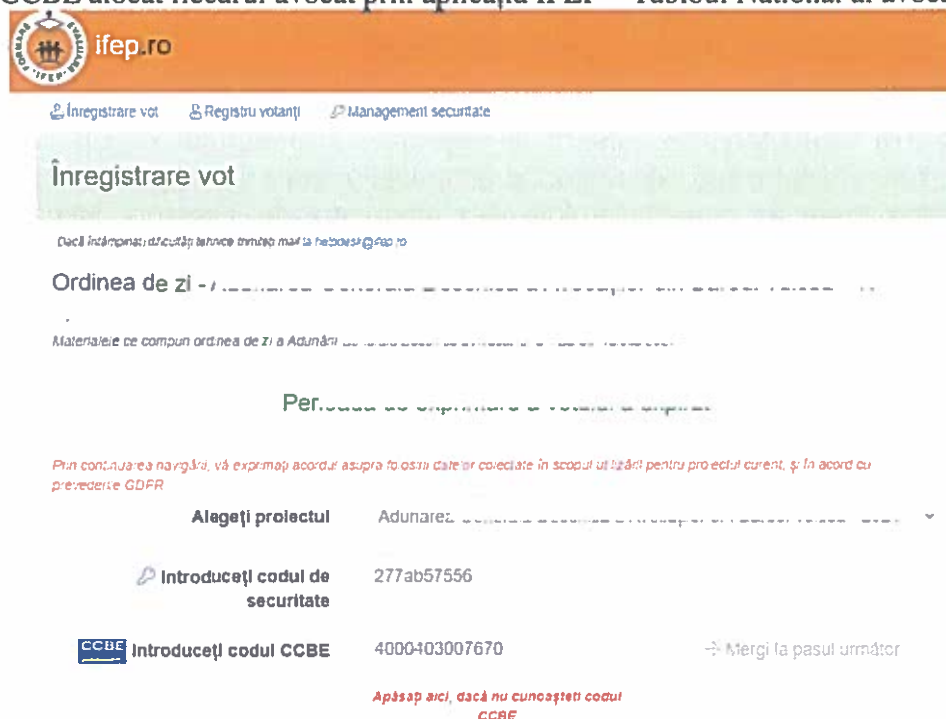 CCBE alocat fiecărui avocat prin aplicația IFEP – Tabloul Național al avoca
FORMARE EVALUARE IFEP
ifep.ro
Înregistrare vot Registru votanți Management securitate
Înregistrare vot
Dacă întâmpinați dificultăți tehnice trimiteți mail la helpdesk@ifep.ro
Ordinea de zi -
Materialele ce compun ordinea de zi a Adunării
Prin continuarea navigării, vă exprimați acordul asupra folosirii datelor colectate în scopul utilizării pentru proiectul curent, și în acord cu
prevederile GDPR
Alegeți proiectul Adunarea
Introduceți codul de 277ab57556
securitate
CCBE Introduceți codul CCBE 4000403007670 Mergi la pasul următor
Apăsați aici, dacă nu cunoașteți codul
CCBE